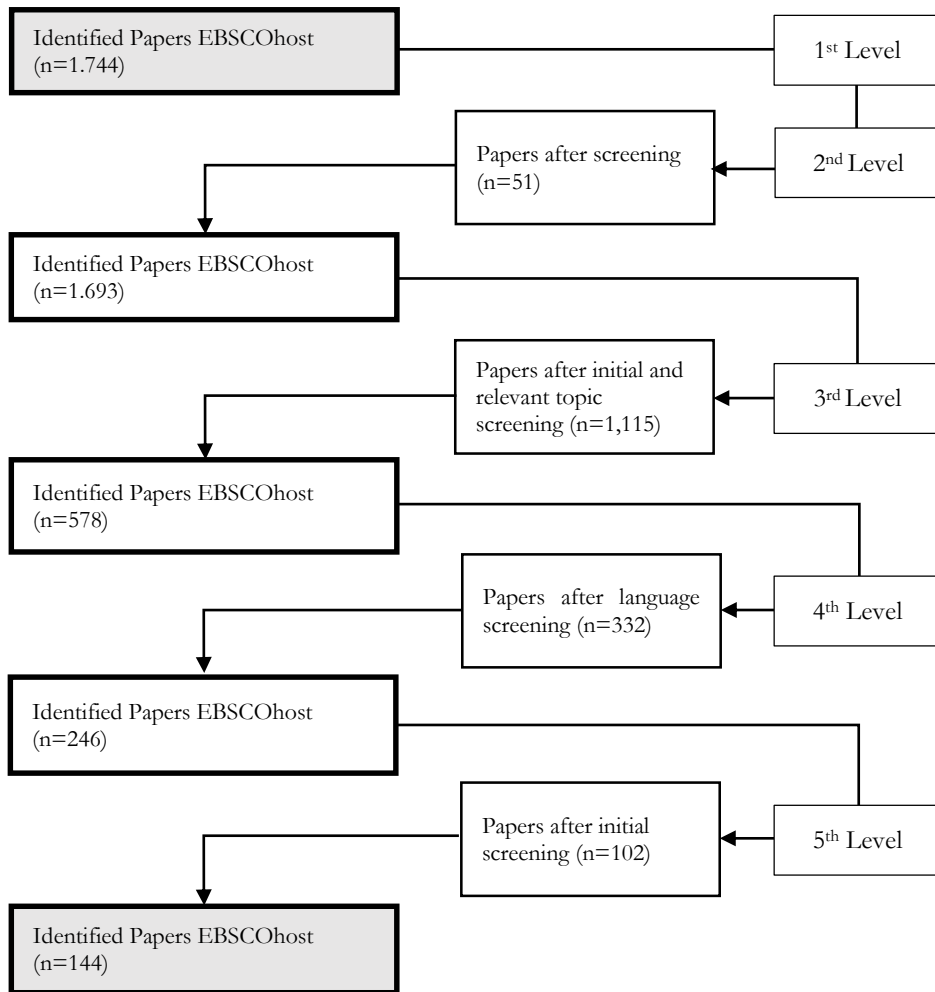 Identified Papers EBSCOhost
(n=1.744)
1st Level
Papers after screening
(n=51)
2nd Level
Identified Papers EBSCOhost
(n=1.693)
Papers after initial and
relevant topic
screening (n=1,115)
3rd Level
Identified Papers EBSCOhost
(n=578)
Papers after language
screening (n=332)
4th Level
Identified Papers EBSCOhost
(n=246)
Papers after initial
screening (n=102)
5th Level
Identified Papers EBSCOhost
(n=144)